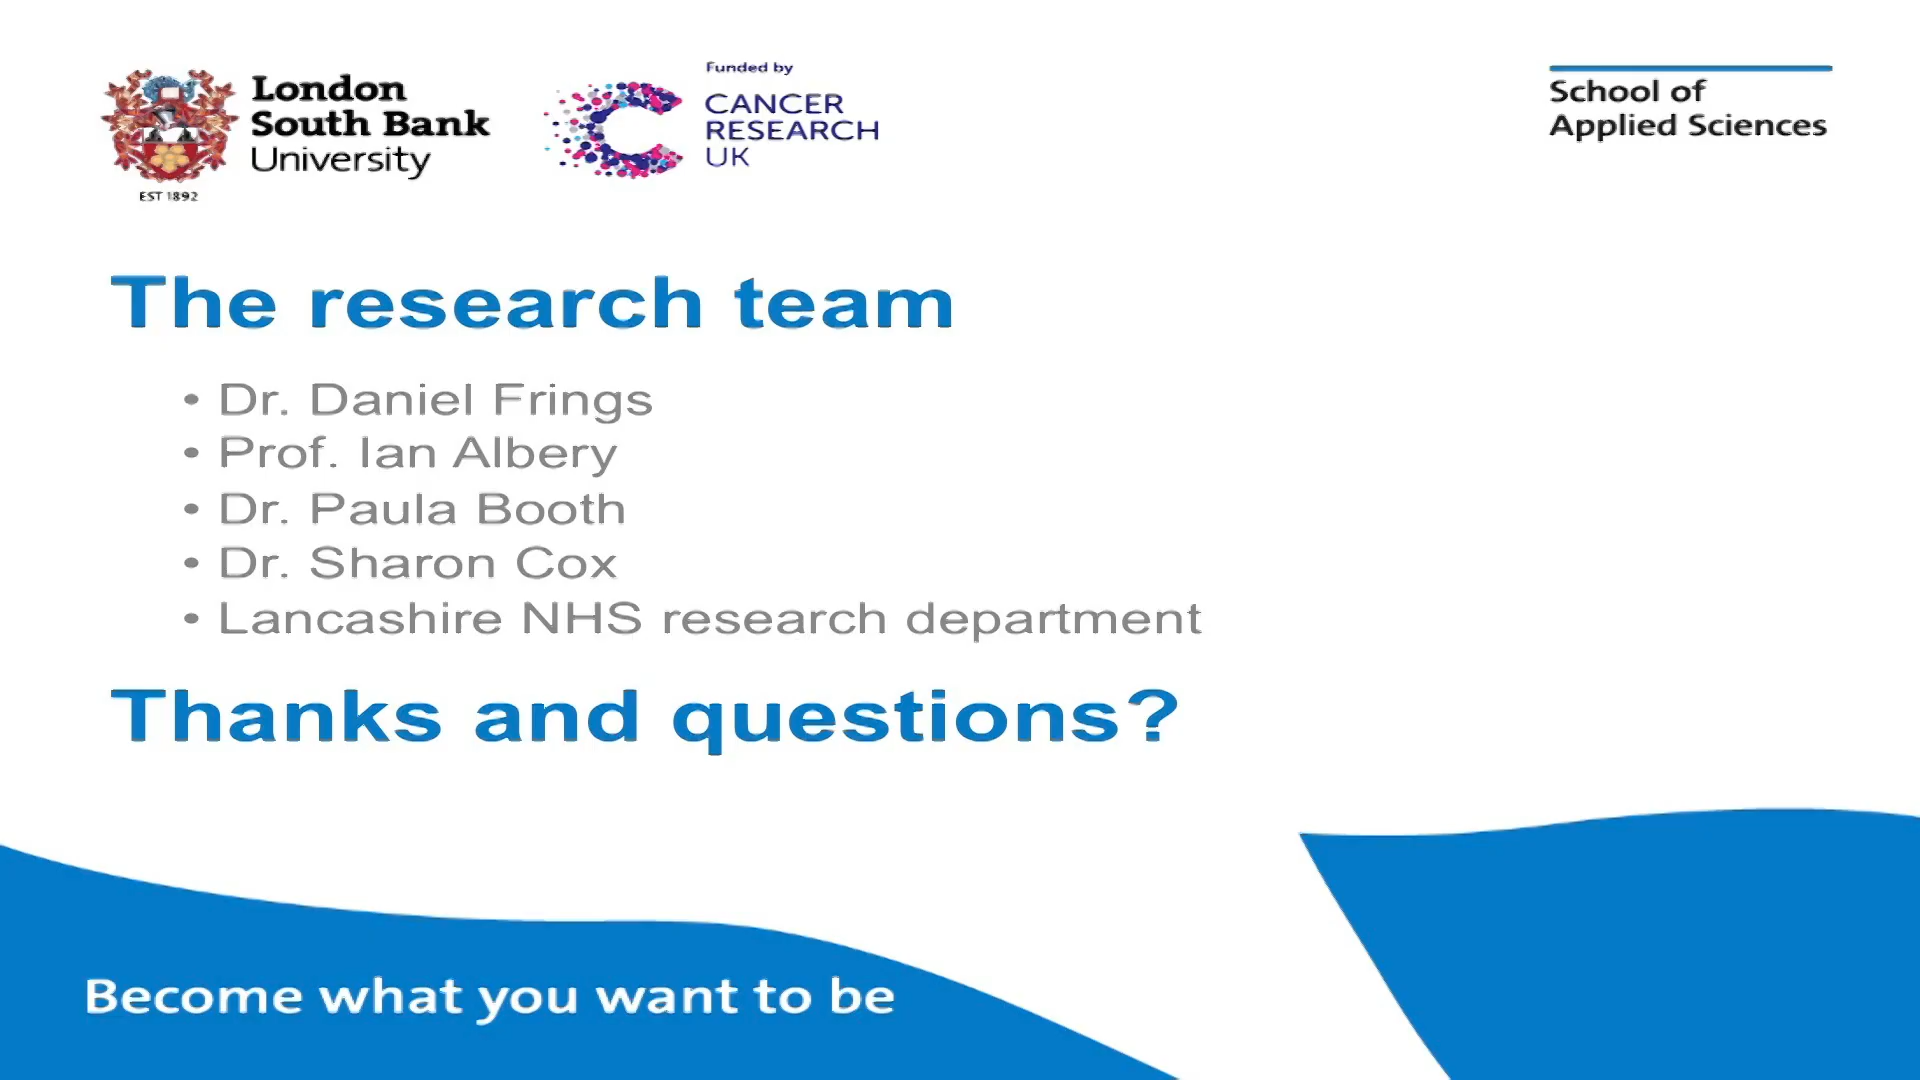 London
South Bank
University
EST 1892
Funded by
CANCER
RESEARCH
UK
School of
Applied Sciences
The research team
• Dr. Daniel Frings
• Prof. Ian Albery
• Dr. Paula Booth
• Dr. Sharon Cox
• Lancashire NHS research department
Thanks and questions?
Become what you want to be